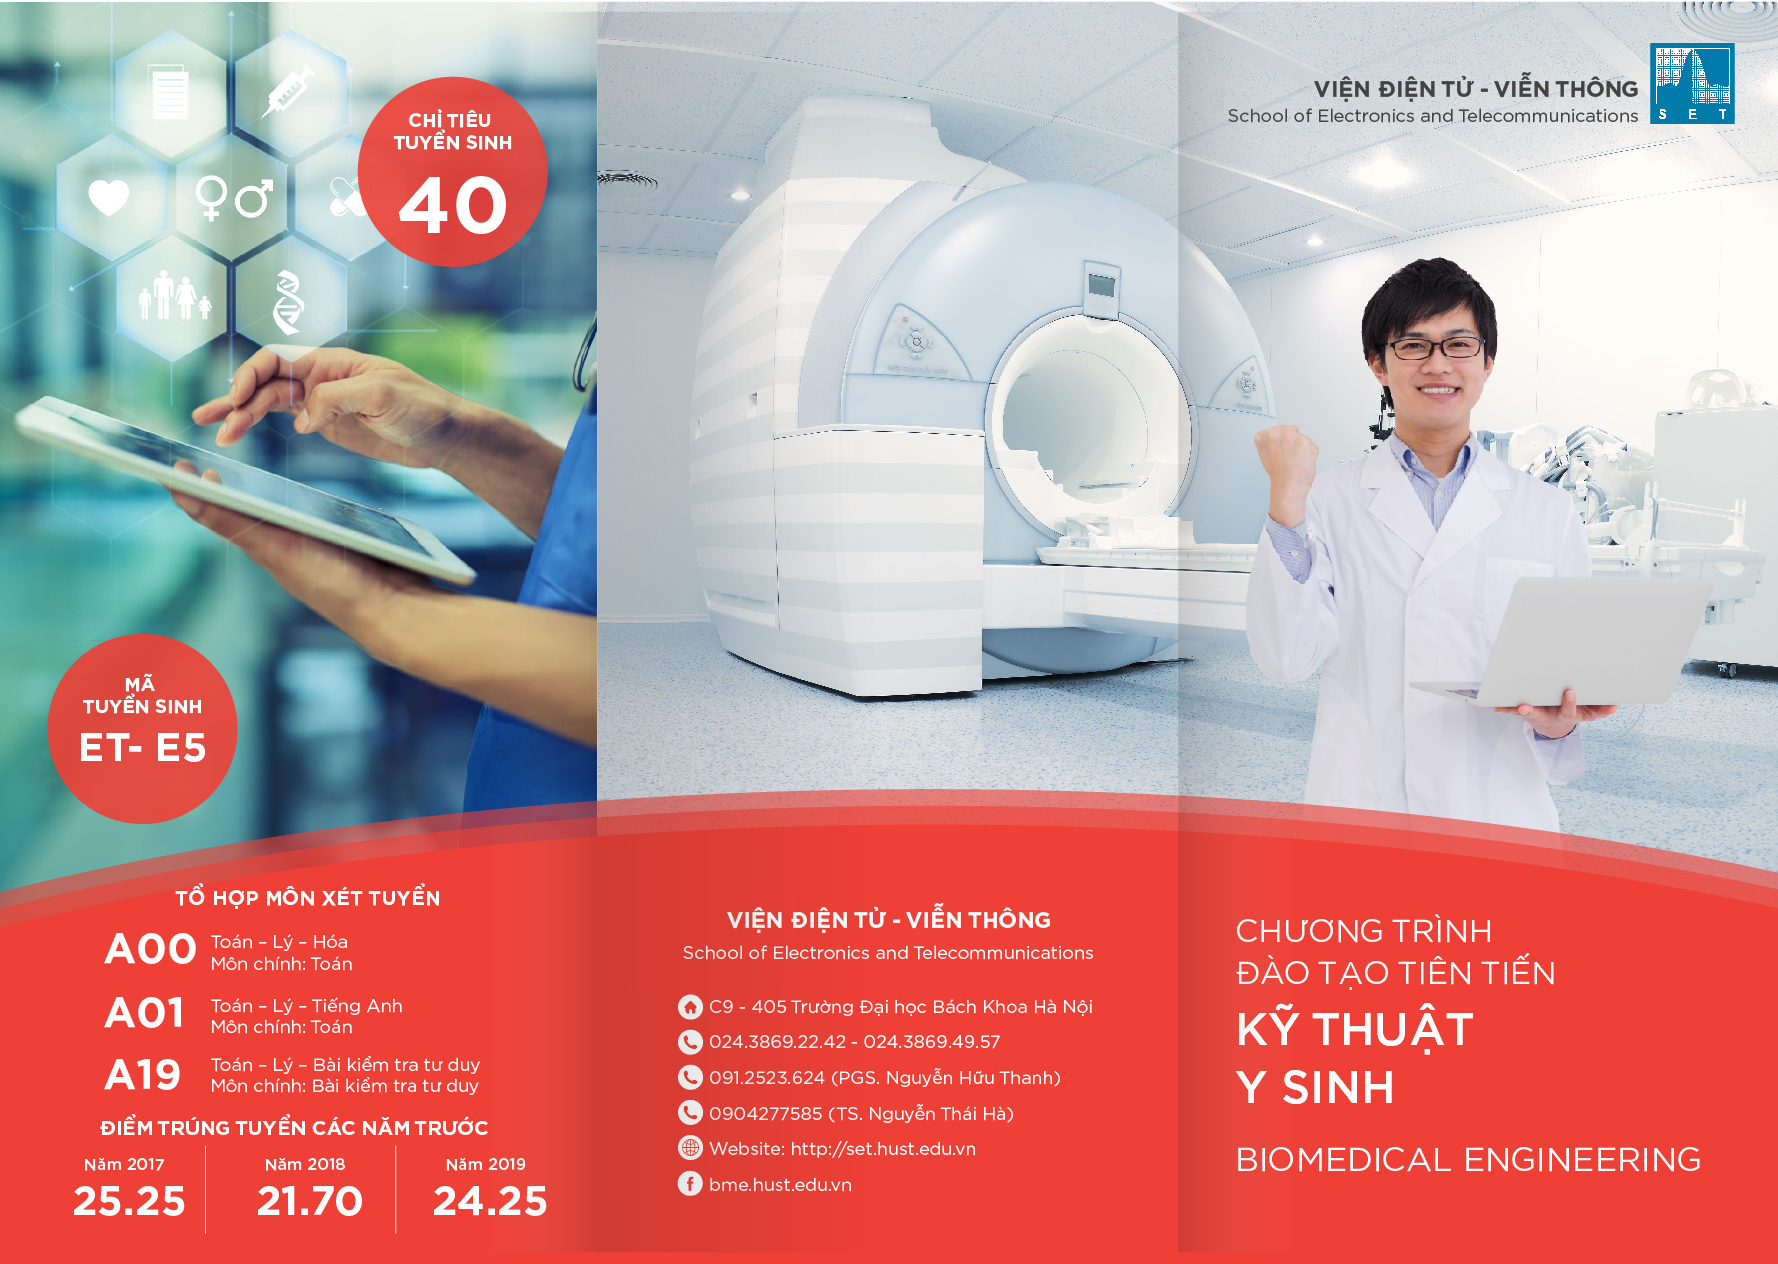 CHỈ TIÊU
TUYỂN SINH
40
MÃ
TUYỂN SINH
ET- E5
TỔ HỢP MÔN XÉT TUYỂN
A00
Toán – Lý – Hóa
Môn chính: Toán
A01
Toán – Lý – Tiếng Anh
Môn chính: Toán
A19
Toán – Lý – Bài kiểm tra tư duy
Môn chính: Bài kiểm tra tư duy
ĐIỂM TRÚNG TUYỂN CÁC NĂM TRƯỚC
Năm 2017
25.25
Năm 2018
21.70
Năm 2019
24.25
VIỆN ĐIỆN TỬ - VIỄN THÔNG
School of Electronics and Telecommunications
C9 - 405 Trường Đại học Bách Khoa Hà Nội
024.3869.22.42 - 024.3869.49.57
091.2523.624 (PGS. Nguyễn Hữu Thanh)
0904277585 (TS. Nguyễn Thái Hà)
Website: http://set.hust.edu.vn
f bme.hust.edu.vn
VIỆN ĐIỆN TỬ - VIỄN THÔNG
School of Electronics and Telecommunications
S E T
CHƯƠNG TRÌNH
ĐÀO TẠO TIÊN TIẾN
KỸ THUẬT
Y SINH
BIOMEDICAL ENGINEERING